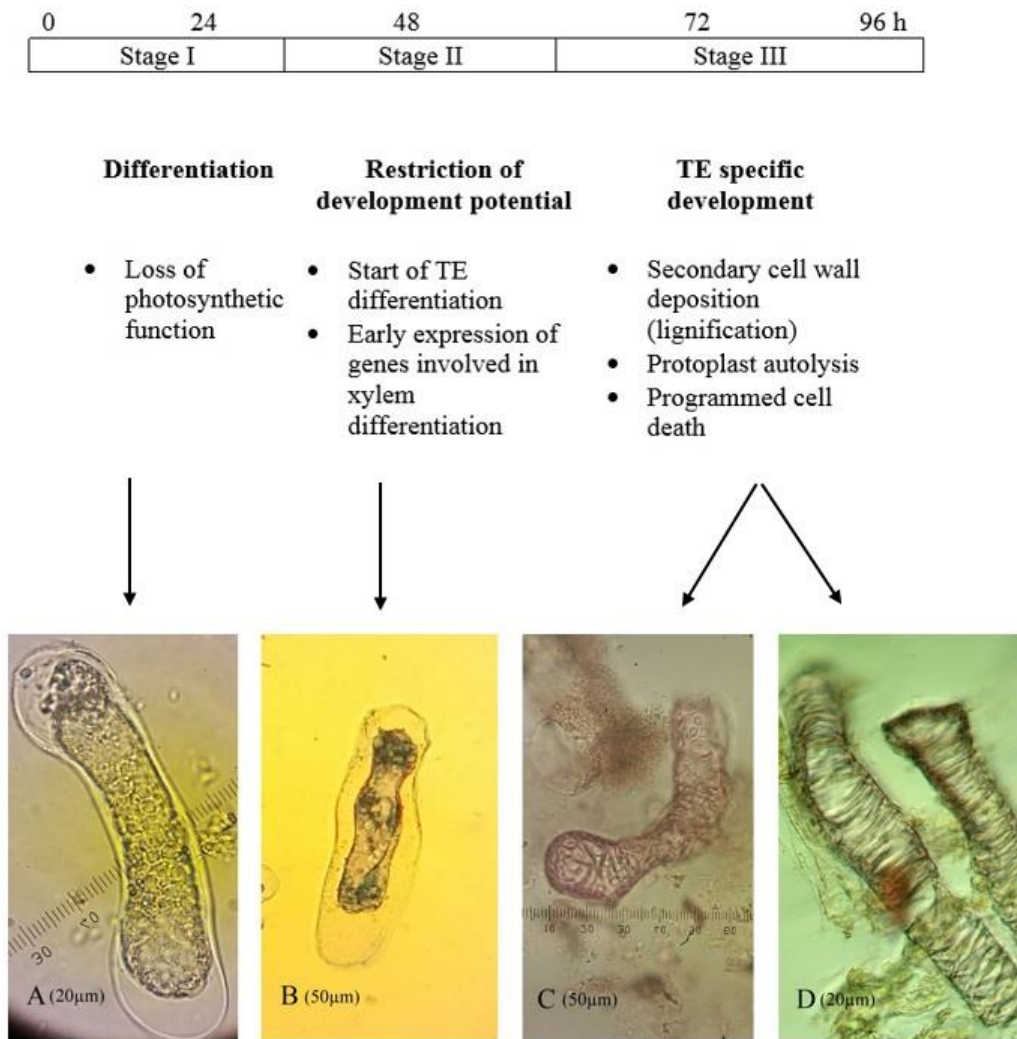 0 24 48 72 96 h
Stage I Stage II Stage III
Differentiation
• Loss of
photosynthetic
function
Restriction of
development potential
• Start of TE
differentiation
• Early expression of
genes involved in
xylem
differentiation
TE specific
development
• Secondary cell wall
deposition
(lignification)
• Protoplast autolysis
• Programmed cell
death
A (20µm)
B (50µm)
C (50µm)
D (20µm)